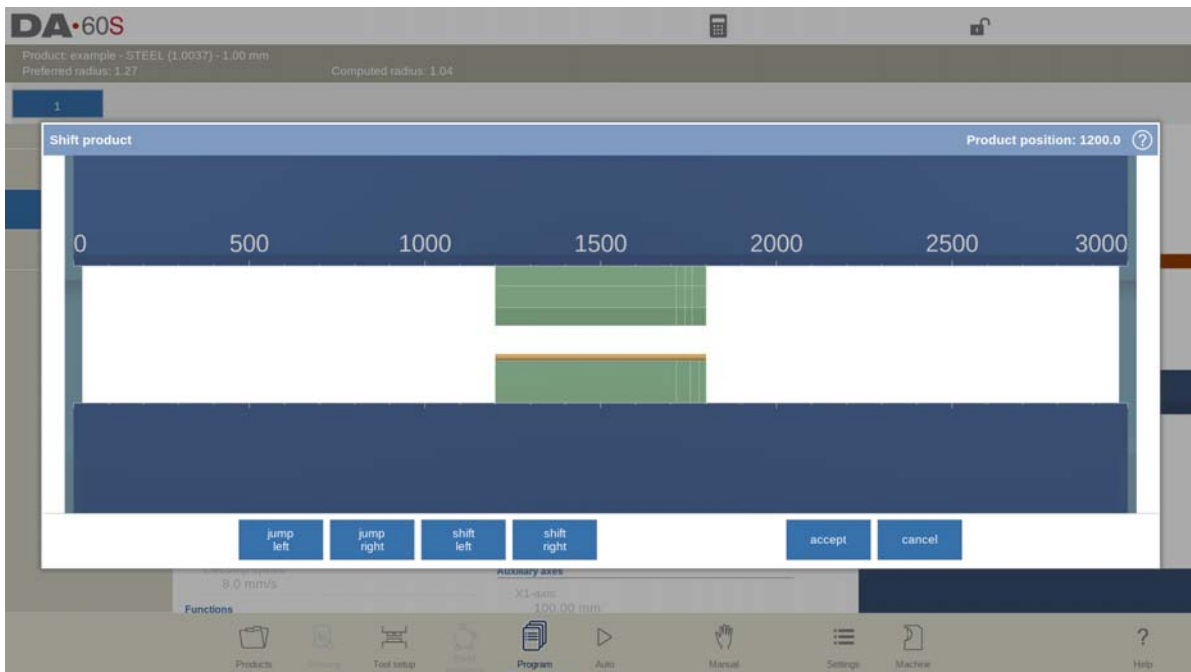 DA•60S
Product: example - STEEL (1.0037) - 1.00 mm
Preferred radius: 1.27 Computed radius: 1.04
1
Shift product Product position: 1200.0 ?
0 500 1000 1500 2000 2500 3000
jump left
jump right
shift left
shift right
accept
cancel
8.0 mm/s
Auxiliary axes
X1-axis
100.00 mm
Functions
Products Tool setup Program Auto Manual Settings Machine Help